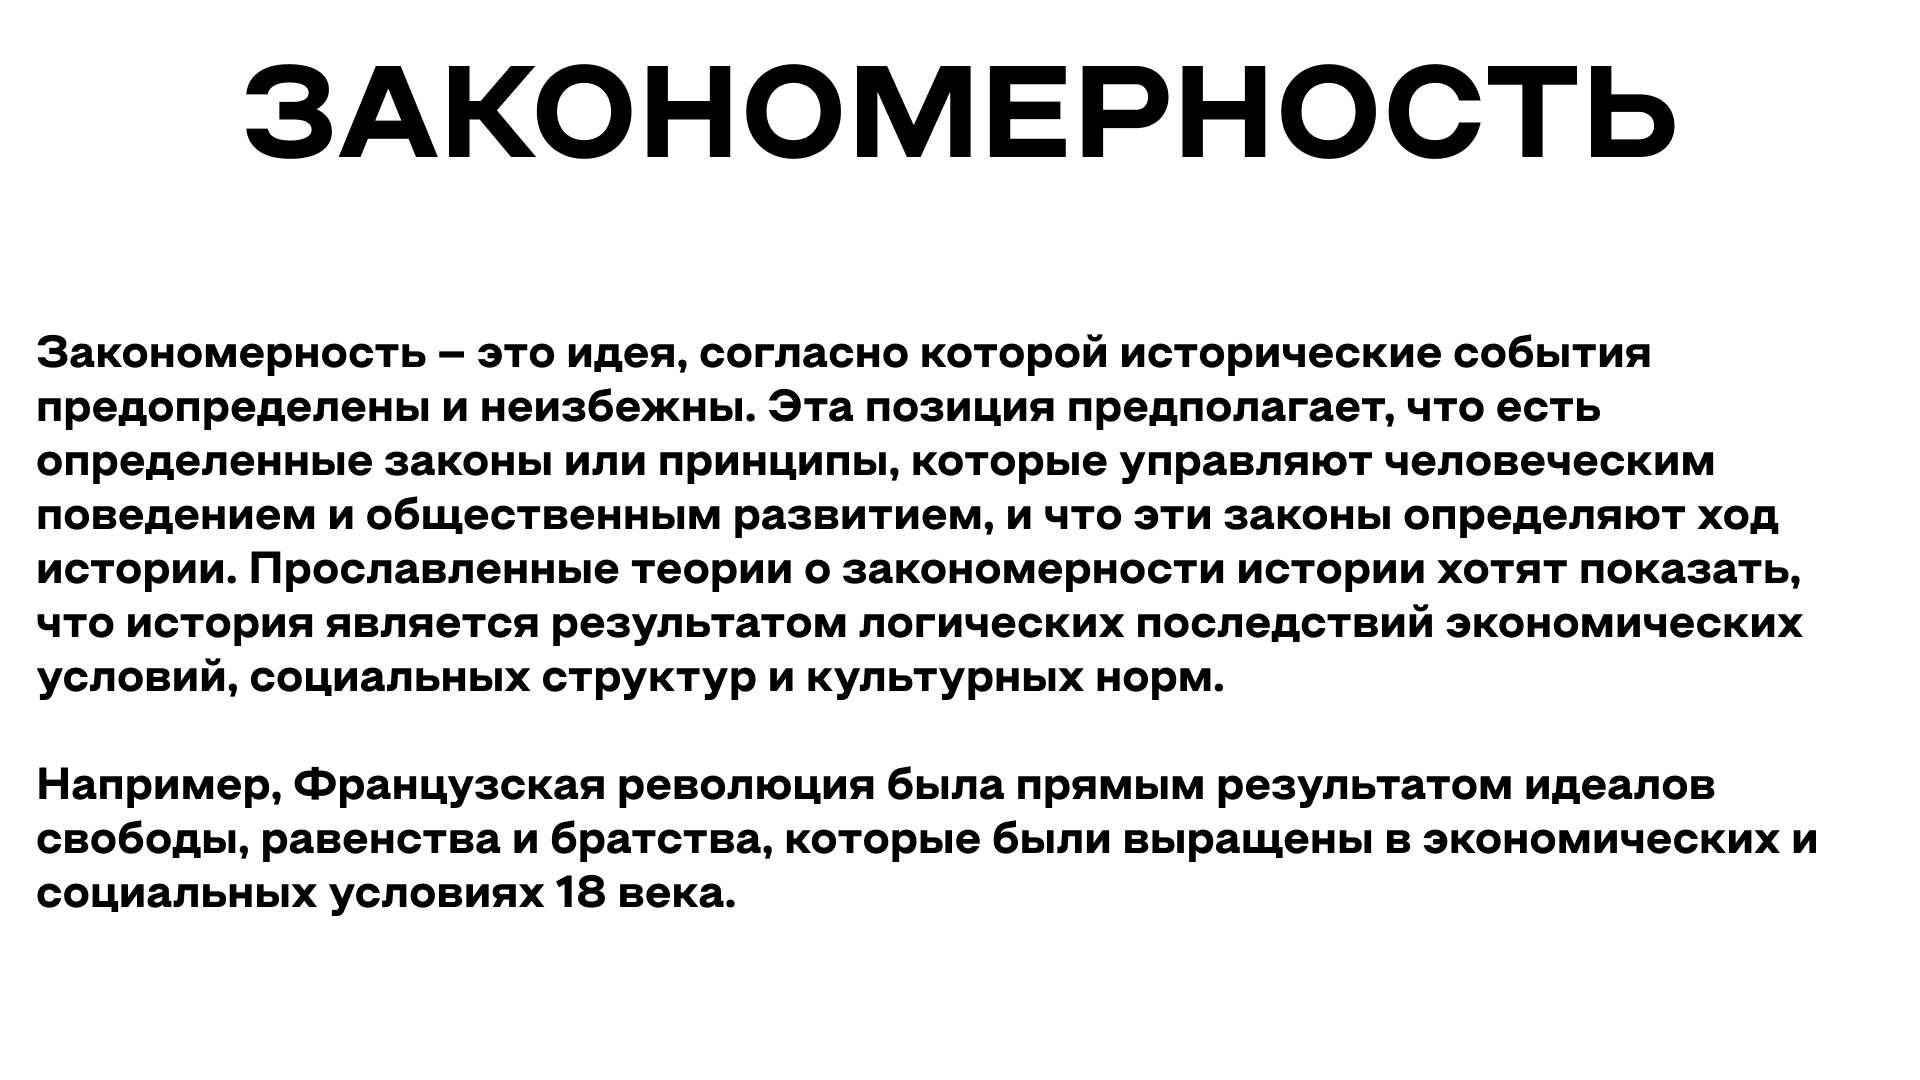 ЗАКОНОМЕРНОСТЬ
Закономерность – это идея, согласно которой исторические события
предопределены и неизбежны. Эта позиция предполагает, что есть
определенные законы или принципы, которые управляют человеческим
поведением и общественным развитием, и что эти законы определяют ход
истории. Прославленные теории о закономерности истории хотят показать,
что история является результатом логических последствий экономических
условий, социальных структур и культурных норм.
Например, Французская революция была прямым результатом идеалов
свободы, равенства и братства, которые были выращены в экономических и
социальных условиях 18 века.